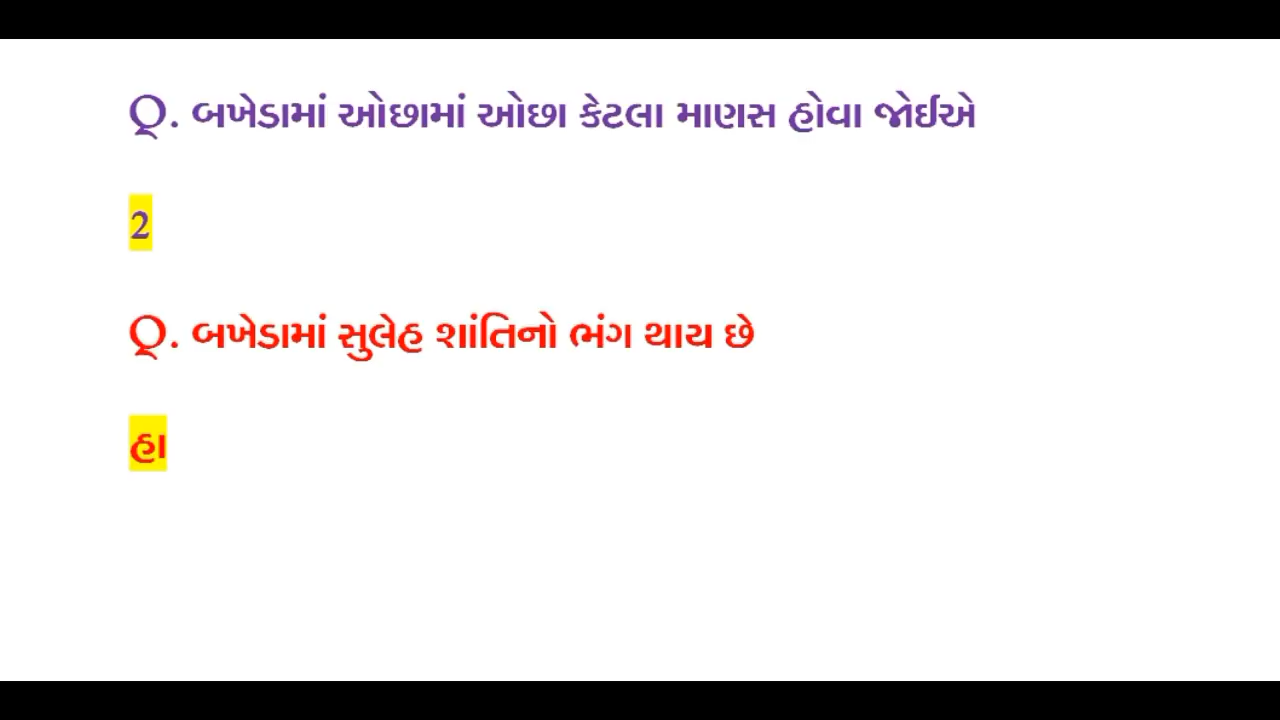 Q. બખેડામાં ઓછામાં ઓછા કેટલા માણસ હોવા જોઈએ
2
Q. બખેડામાં સુલેહ શાંતિનો ભંગ થાય છે
હા